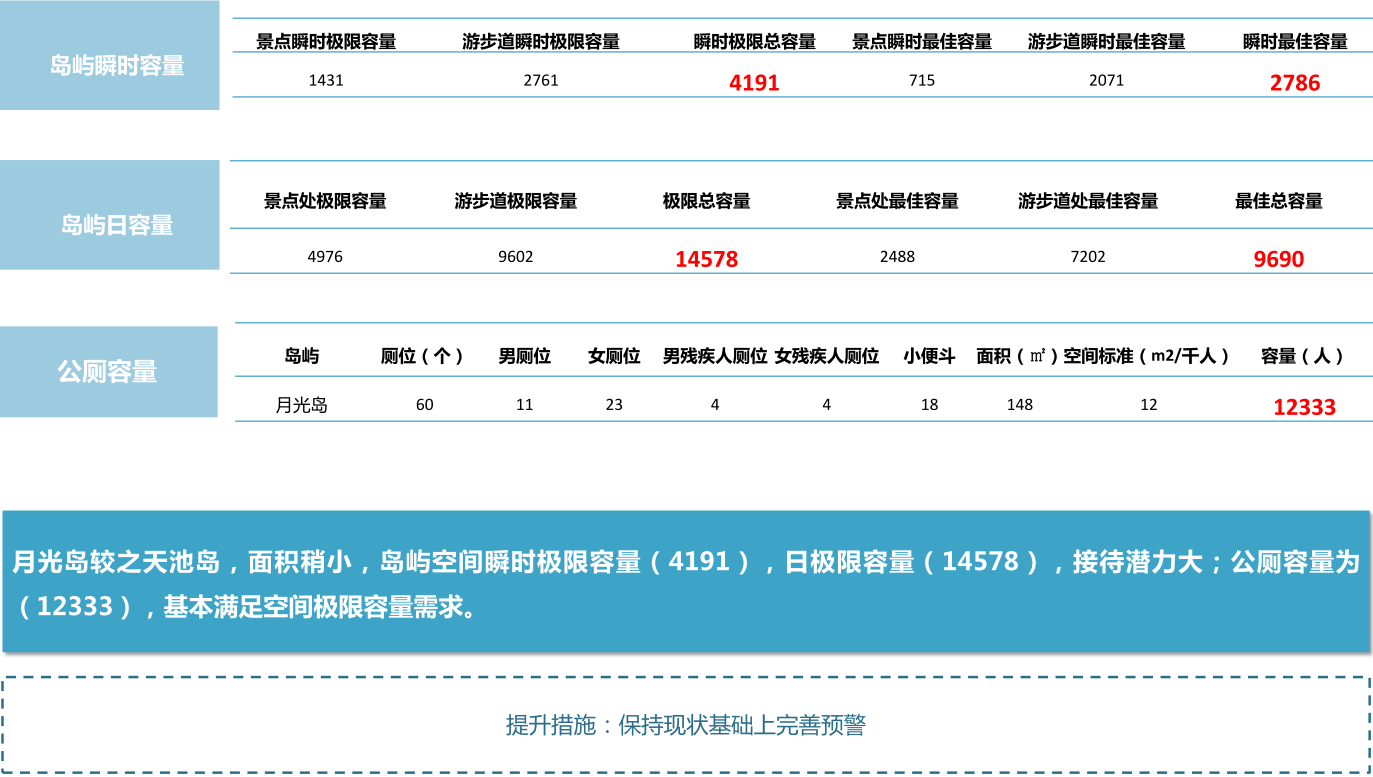 岛屿瞬时容量
景点瞬时极限容量 游步道瞬时极限容量 瞬时极限总容量 景点瞬时最佳容量 游步道瞬时最佳容量 瞬时最佳容量
1431 2761 4191 715 2071 2786
岛屿日容量
景点处极限容量 游步道极限容量 极限总容量 景点处最佳容量 游步道处最佳容量 最佳总容量
4976 9602 14578 2488 7202 9690
公厕容量
岛屿 厕位（个） 男厕位 女厕位 男残疾人厕位 女残疾人厕位 小便斗 面积（㎡） 空间标准（m2/千人） 容量（人）
月光岛 60 11 23 4 4 18 148 12 12333
月光岛较之天池岛，面积稍小，岛屿空间瞬时极限容量（4191），日极限容量（14578），接待潜力大；公厕容量为
（12333），基本满足空间极限容量需求。
提升措施：保持现状基础上完善预警